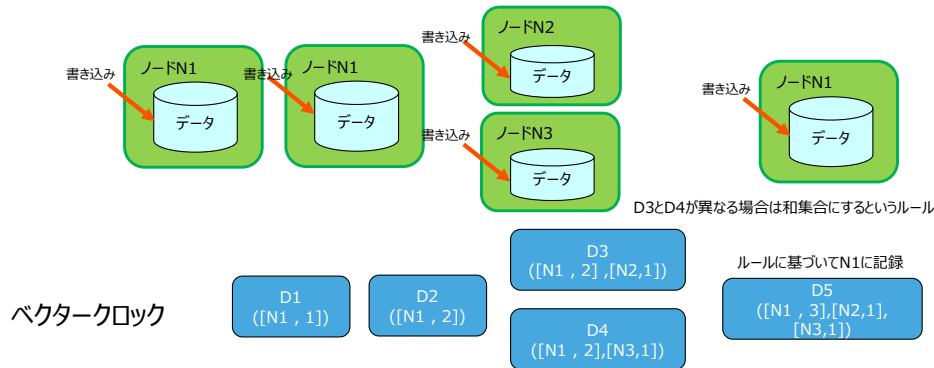 書き込み
ノードN1
データ
書き込み
ノードN1
データ
書き込み
ノードN2
データ
書き込み
ノードN3
データ
書き込み
ノードN1
データ
D3とD4が異なる場合は和集合にするというルール
ルールに基づいてN1に記録
ベクタークロック
D1
([N1 , 1])
D2
([N1 , 2])
D3
([N1 , 2] ,[N2,1])
D4
([N1 , 2],[N3,1])
D5
([N1 , 3],[N2,1],
[N3,1])